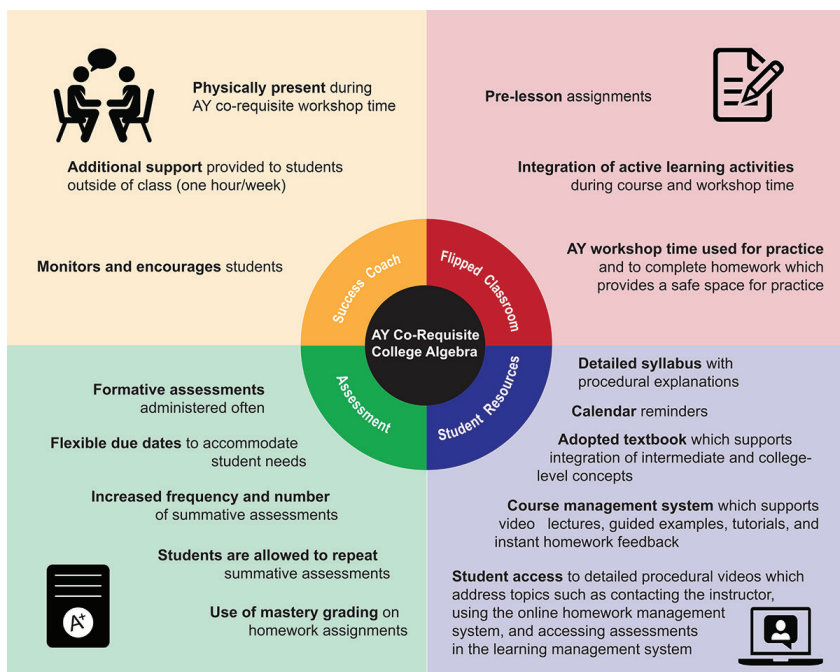 Physically present during
AY co-requisite workshop time
Additional support provided to students
outside of class (one hour/week)
Monitors and encourages students
Pre-lesson assignments
Integration of active learning activities
during course and workshop time
AY workshop time used for practice
and to complete homework which
provides a safe space for practice
Success Coach
Flipped Classroom
AY Co-Requisite
College Algebra
Assessment
Student Resources
Formative assessments
administered often
Flexible due dates to accommodate
student needs
Increased frequency and number
of summative assessments
Students are allowed to repeat
summative assessments
Use of mastery grading on
homework assignments
A+
Detailed syllabus with
procedural explanations
Calendar reminders
Adopted textbook which supports
integration of intermediate and college-
level concepts
Course management system which supports
video lectures, guided examples, tutorials, and
instant homework feedback
Student access to detailed procedural videos which
address topics such as contacting the instructor,
using the online homework management
system, and accessing assessments
in the learning management system